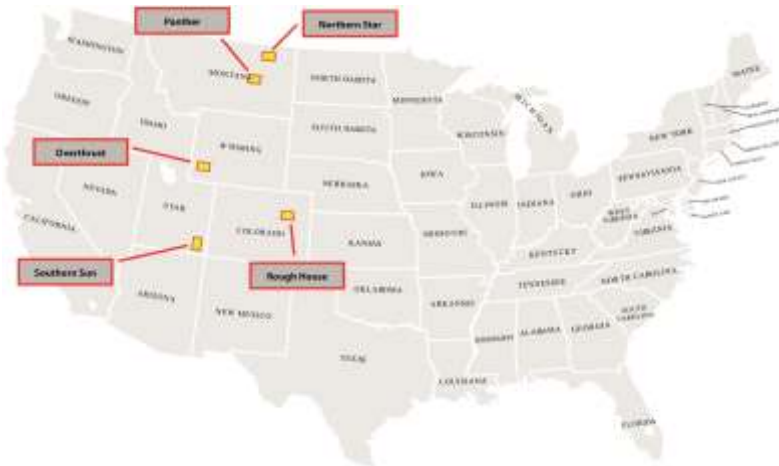 Panther
Northern Star
WASHINGTON
MONTANA
NORTH DAKOTA
MINNESOTA
MICHIGAN
MAINE
OREGON
IDAHO
SOUTH DAKOTA
WISCONSIN
NEW YORK
Overthrust
WYOMING
IOWA
PENNSYLVANIA
NEVADA
NEBRASKA
ILLINOIS
INDIANA
OHIO
UTAH
WEST VIRGINIA
VIRGINIA
CALIFORNIA
COLORADO
KANSAS
MISSOURI
KENTUCKY
Southern Sun
Rough House
TENNESSEE
NORTH CAROLINA
ARIZONA
OKLAHOMA
ARKANSAS
NEW MEXICO
SOUTH CAROLINA
ALABAMA
GEORGIA
TEXAS
LOUISIANA
FLORIDA